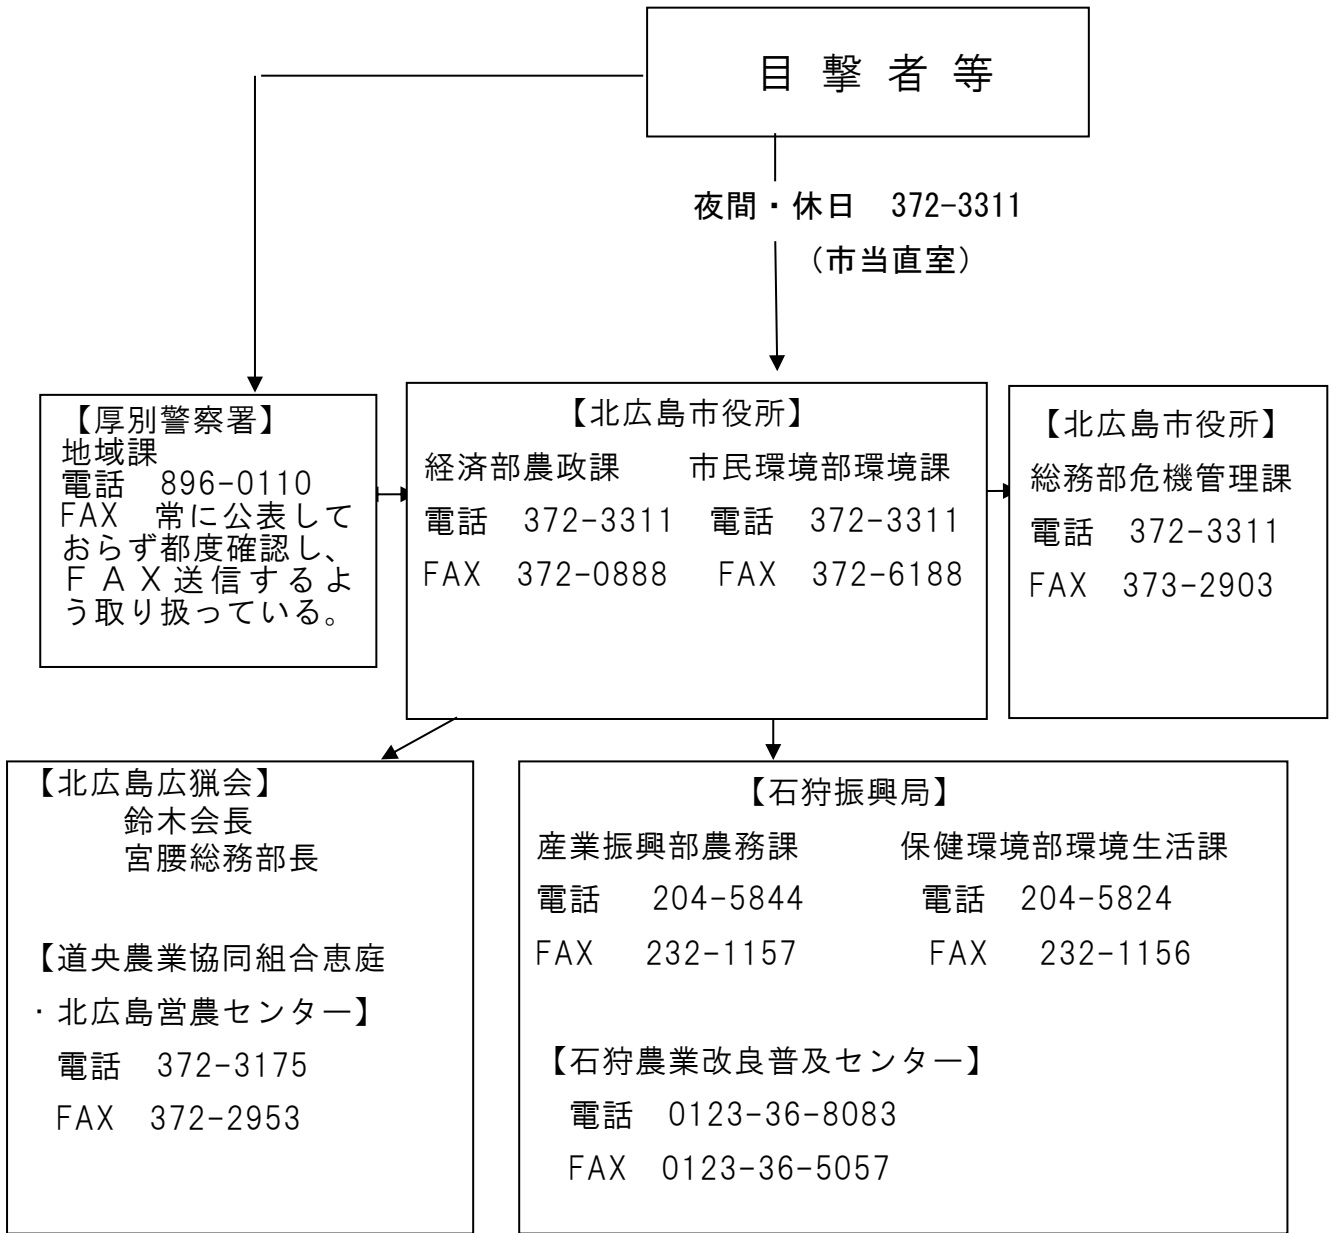 目撃者等
夜間・休日　372-3311
（市当直室）
【厚別警察署】
地域課
電話　896-0110
FAX　常に公表して
おらず都度確認し、
ＦＡＸ送信するよ
う取り扱っている。
【北広島市役所】
経済部農政課　市民環境部環境課
電話　372-3311　電話　372-3311
FAX　372-0888　FAX　372-6188
【北広島市役所】
総務部危機管理課
電話　372-3311
FAX　373-2903
【北広島広猟会】
鈴木会長
宮腰総務部長
【道央農業協同組合恵庭
・北広島営農センター】
電話　372-3175
FAX　372-2953
【石狩振興局】
産業振興部農務課　保健環境部環境生活課
電話　204-5844　電話　204-5824
FAX　232-1157　FAX　232-1156
【石狩農業改良普及センター】
電話　0123-36-8083
FAX　0123-36-5057